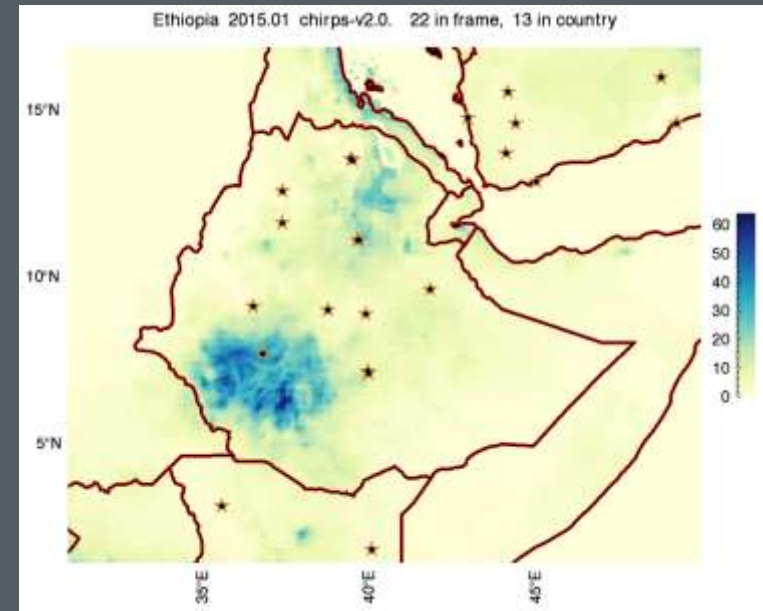 Ethiopia 2015.01 chirps-v2.0. 22 in frame, 13 in country
15°N
10°N
5°N
60
50
40
30
20
10
0
35°E
40°E
45°E